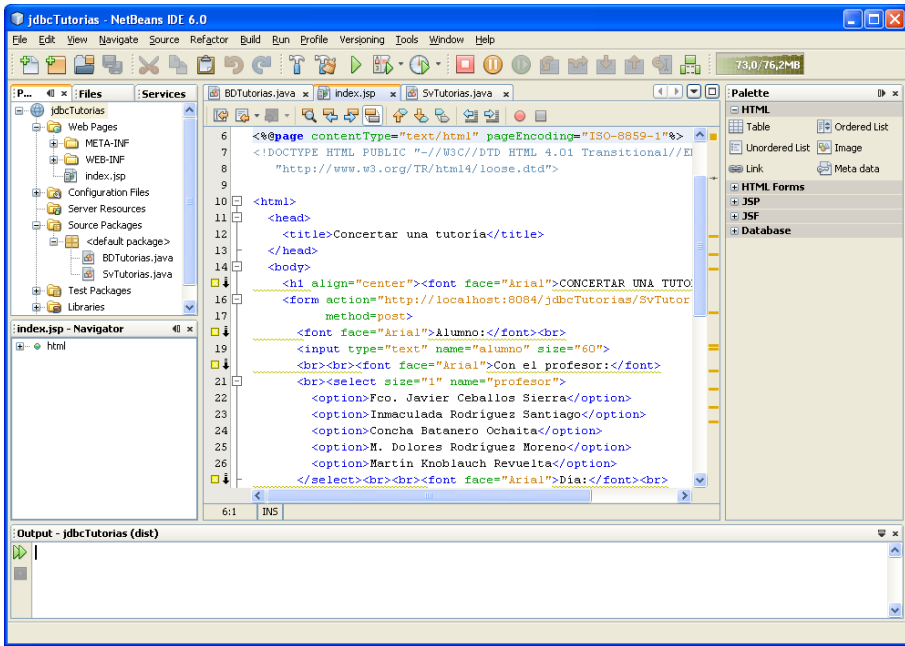 jdbcTutorias - NetBeans IDE 6.0
File Edit View Navigate Source Refactor Build Run Profile Versioning Tools Window Help
73,0/76,2MB
P... Files Services
jdbcTutorias
Web Pages
META-INF
WEB-INF
index.jsp
Configuration Files
Server Resources
Source Packages
<default package>
BDTutorias.java
SvTutorias.java
Test Packages
Libraries
index.jsp - Navigator
html
BDTutorias.java x index.jsp x SvTutorias.java x
6 <%@page contentType="text/html" pageEncoding="ISO-8859-1"%>
7 <!DOCTYPE HTML PUBLIC "-//W3C//DTD HTML 4.01 Transitional//E
8 "http://www.w3.org/TR/html4/loose.dtd">
9
10 <html>
11 <head>
12 <title>Concertar una tutoría</title>
13 </head>
14 <body>
<h1 align="center"><font face="Arial">CONCERTAR UNA TUTO
16 <form action="http://localhost:8084/jdbcTutorias/SvTutor
17 method=post>
<font face="Arial">Alumno:</font><br>
19 <input type="text" name="alumno" size="60">
<br><br><font face="Arial">Con el profesor:</font>
21 <br><select size="1" name="profesor">
22 <option>Fco. Javier Ceballos Sierra</option>
23 <option>Inmaculada Rodríguez Santiago</option>
24 <option>Concha Batanero Ochaita</option>
25 <option>M. Dolores Rodríguez Moreno</option>
26 <option>Martín Knoblauch Revuelta</option>
</select><br><br><font face="Arial">Día:</font><br>
6:1 INS
Palette
HTML
Table Ordered List
Unordered List Image
Link Meta data
HTML Forms
JSP
JSF
Database
Output - jdbcTutorias (dist)